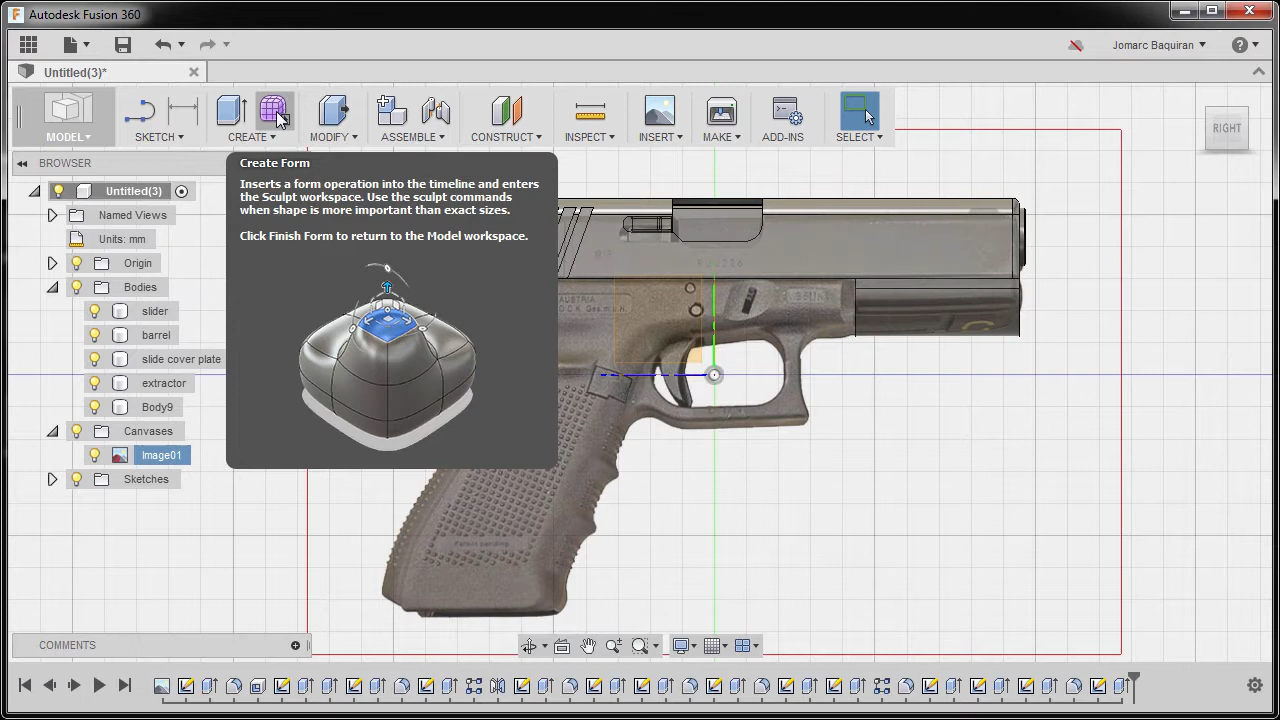 Autodesk Fusion 360
Jomarc Baquiran
Untitled(3)*
MODEL
SKETCH
CREATE
MODIFY
ASSEMBLE
CONSTRUCT
INSPECT
INSERT
MAKE
ADD-INS
SELECT
RIGHT
BROWSER
Untitled(3)
Named Views
Units: mm
Origin
Bodies
slider
barrel
slide cover plate
extractor
Body9
Canvases
Image01
Sketches
Create Form
Inserts a form operation into the timeline and enters
the Sculpt workspace. Use the sculpt commands
when shape is more important than exact sizes.
Click Finish Form to return to the Model workspace.
AUSTRIA
COMMENTS